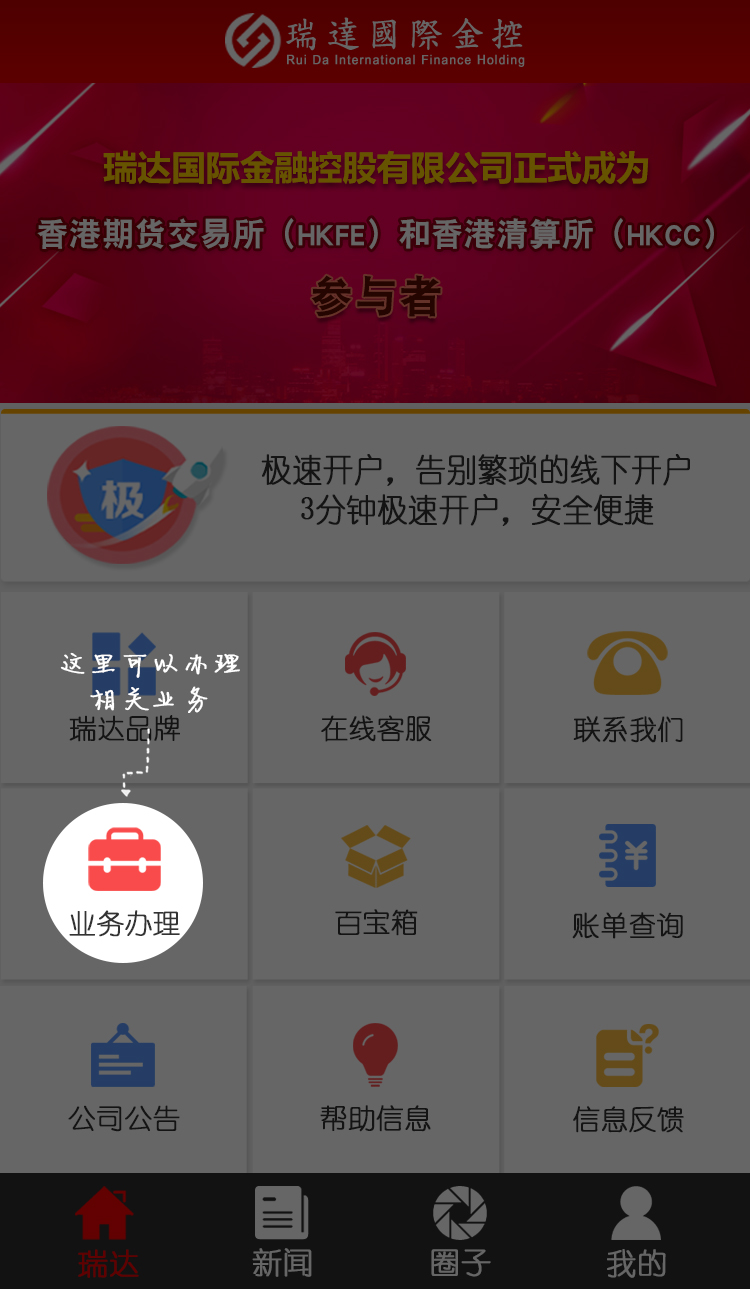 瑞達國際金控
Rui Da International Finance Holding
瑞达国际金融控股有限公司正式成为
香港期货交易所（HKFE）和香港清算所（HKCC）
参与者
极
极速开户，告别繁琐的线下开户
3分钟极速开户，安全便捷
这里可以办理
相关业务
瑞达品牌
在线客服
联系我们
业务办理
百宝箱
账单查询
公司公告
帮助信息
信息反馈
瑞达
新闻
圈子
我的